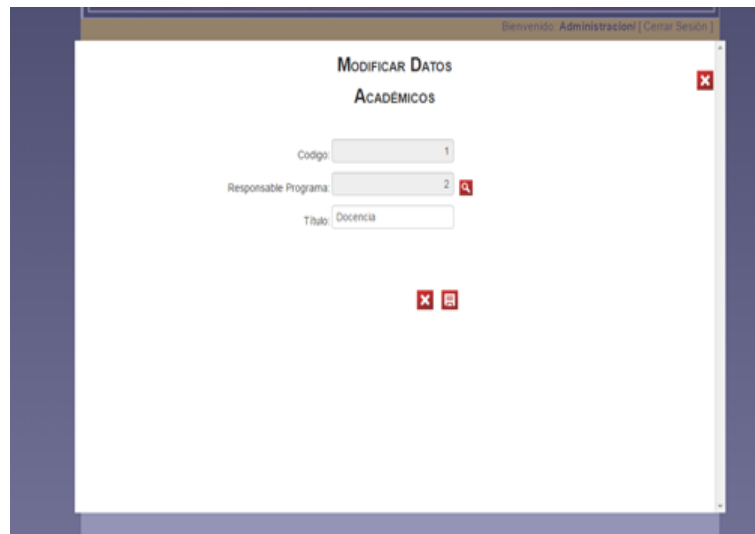 Bienvenido: Administracion/ [ Cerrar Sesión ]
MODIFICAR DATOS
ACADÉMICOS
Codigo: 1
Responsable Programa: 2
Título: Docencia